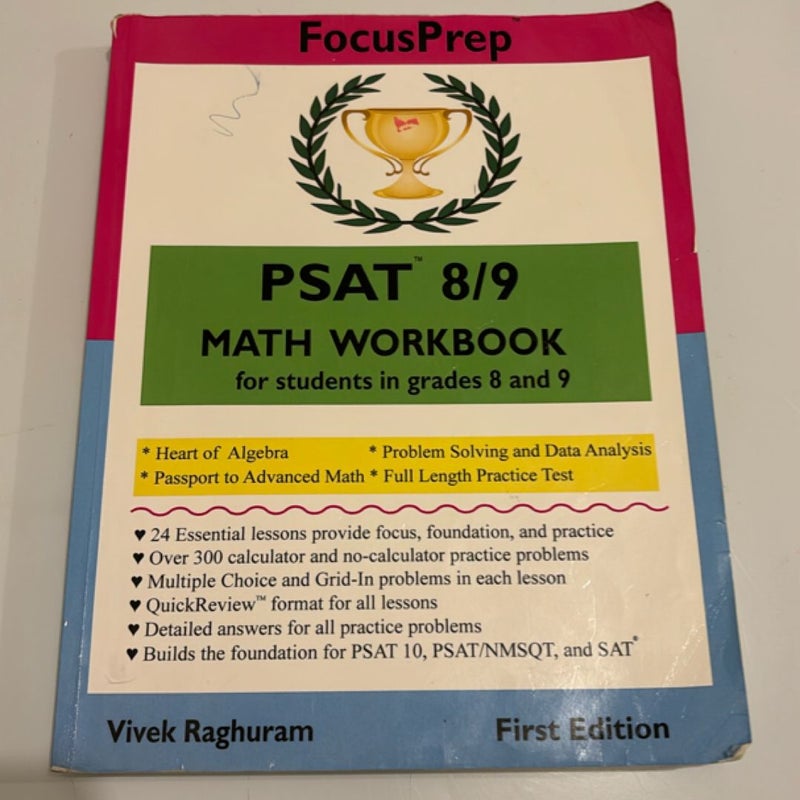 FocusPrep™
PSAT™ 8/9
MATH WORKBOOK
for students in grades 8 and 9
* Heart of Algebra * Problem Solving and Data Analysis
* Passport to Advanced Math * Full Length Practice Test
♥ 24 Essential lessons provide focus, foundation, and practice
♥ Over 300 calculator and no-calculator practice problems
♥ Multiple Choice and Grid-In problems in each lesson
♥ QuickReview™ format for all lessons
♥ Detailed answers for all practice problems
♥ Builds the foundation for PSAT 10, PSAT/NMSQT, and SAT®
Vivek Raghuram First Edition